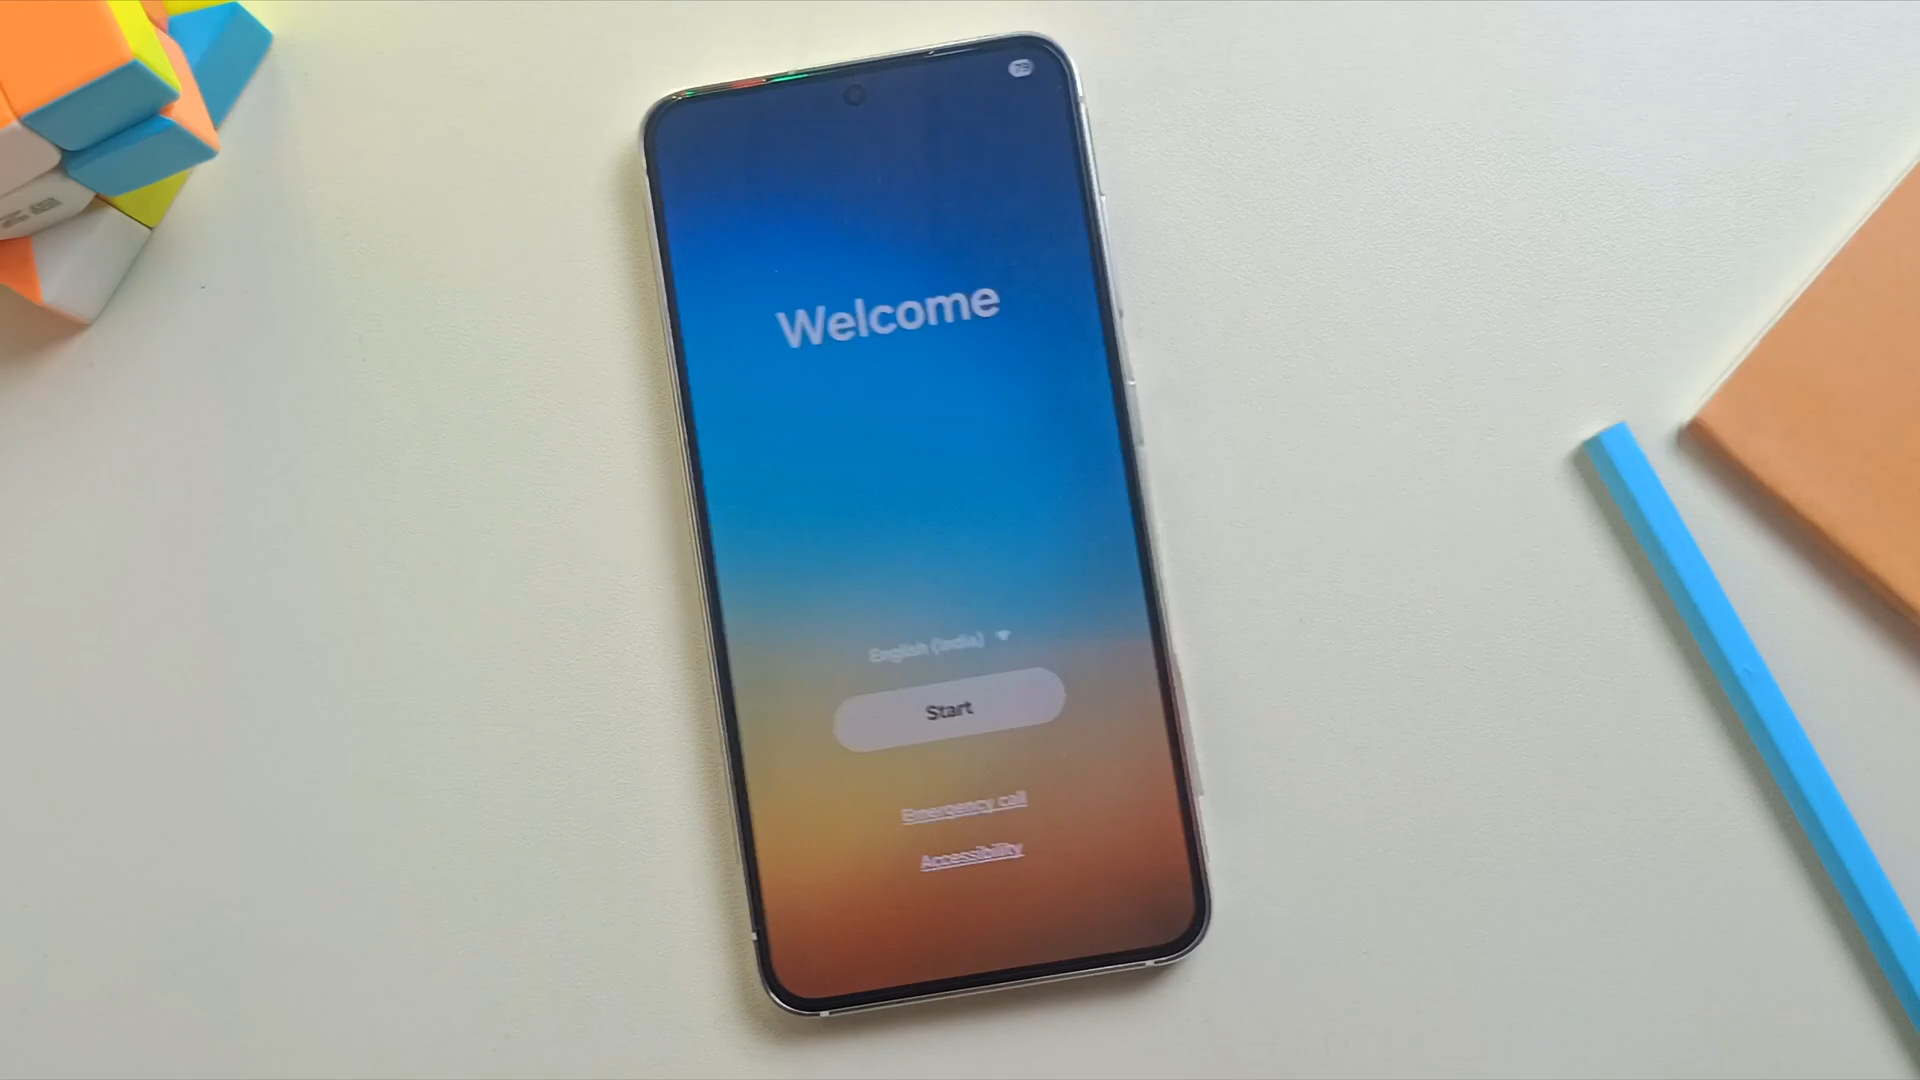 Welcome
English (India)
Start
Emergency call
Accessibility